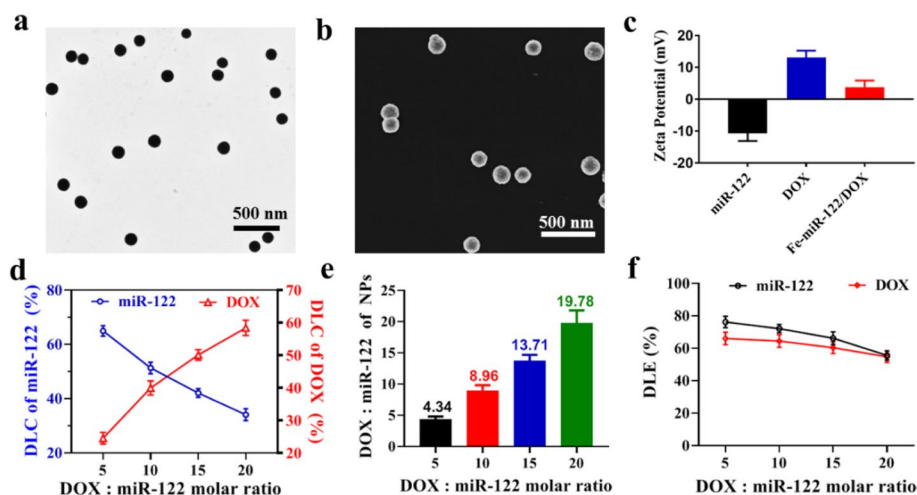 a
500 nm
b
500 nm
c
Zeta Potential (mV)
20
10
0
-10
-20
miR-122
DOX
Fe-miR-122/DOX
d
DLC of miR-122 (%)
80
60
40
20
miR-122
DOX
70
60
50
40
30
20
DLC of DOX (%)
5 10 15 20
DOX : miR-122 molar ratio
e
DOX : miR-122 of NPs
25
20
15
10
5
0
4.34
8.96
13.71
19.78
5 10 15 20
DOX : miR-122 molar ratio
f
DLE (%)
100
80
60
40
20
0
miR-122
DOX
5 10 15 20
DOX : miR-122 molar ratio